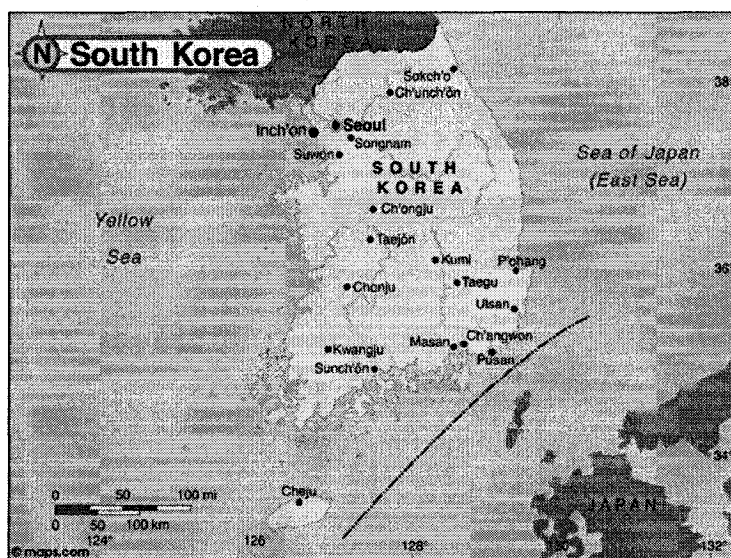 NORTH
KOREA
N South Korea
38°
Sokch'o
Ch'unch'ŏn
Seoul
Inch'on
Songnam
Suwŏn
SOUTH
KOREA
Sea of Japan
(East Sea)
Ch'ongju
Yellow
Sea
Taejŏn
Kumi
P'ohang
36°
Chonju
Taegu
Ulsan
Masan
Ch'angwon
Kwangju
Pusan
Sunch'ŏn
34°
0 50 100 mi
0 50 100 km
Cheju
JAPAN
124°
126
128°
132°
© maps.com